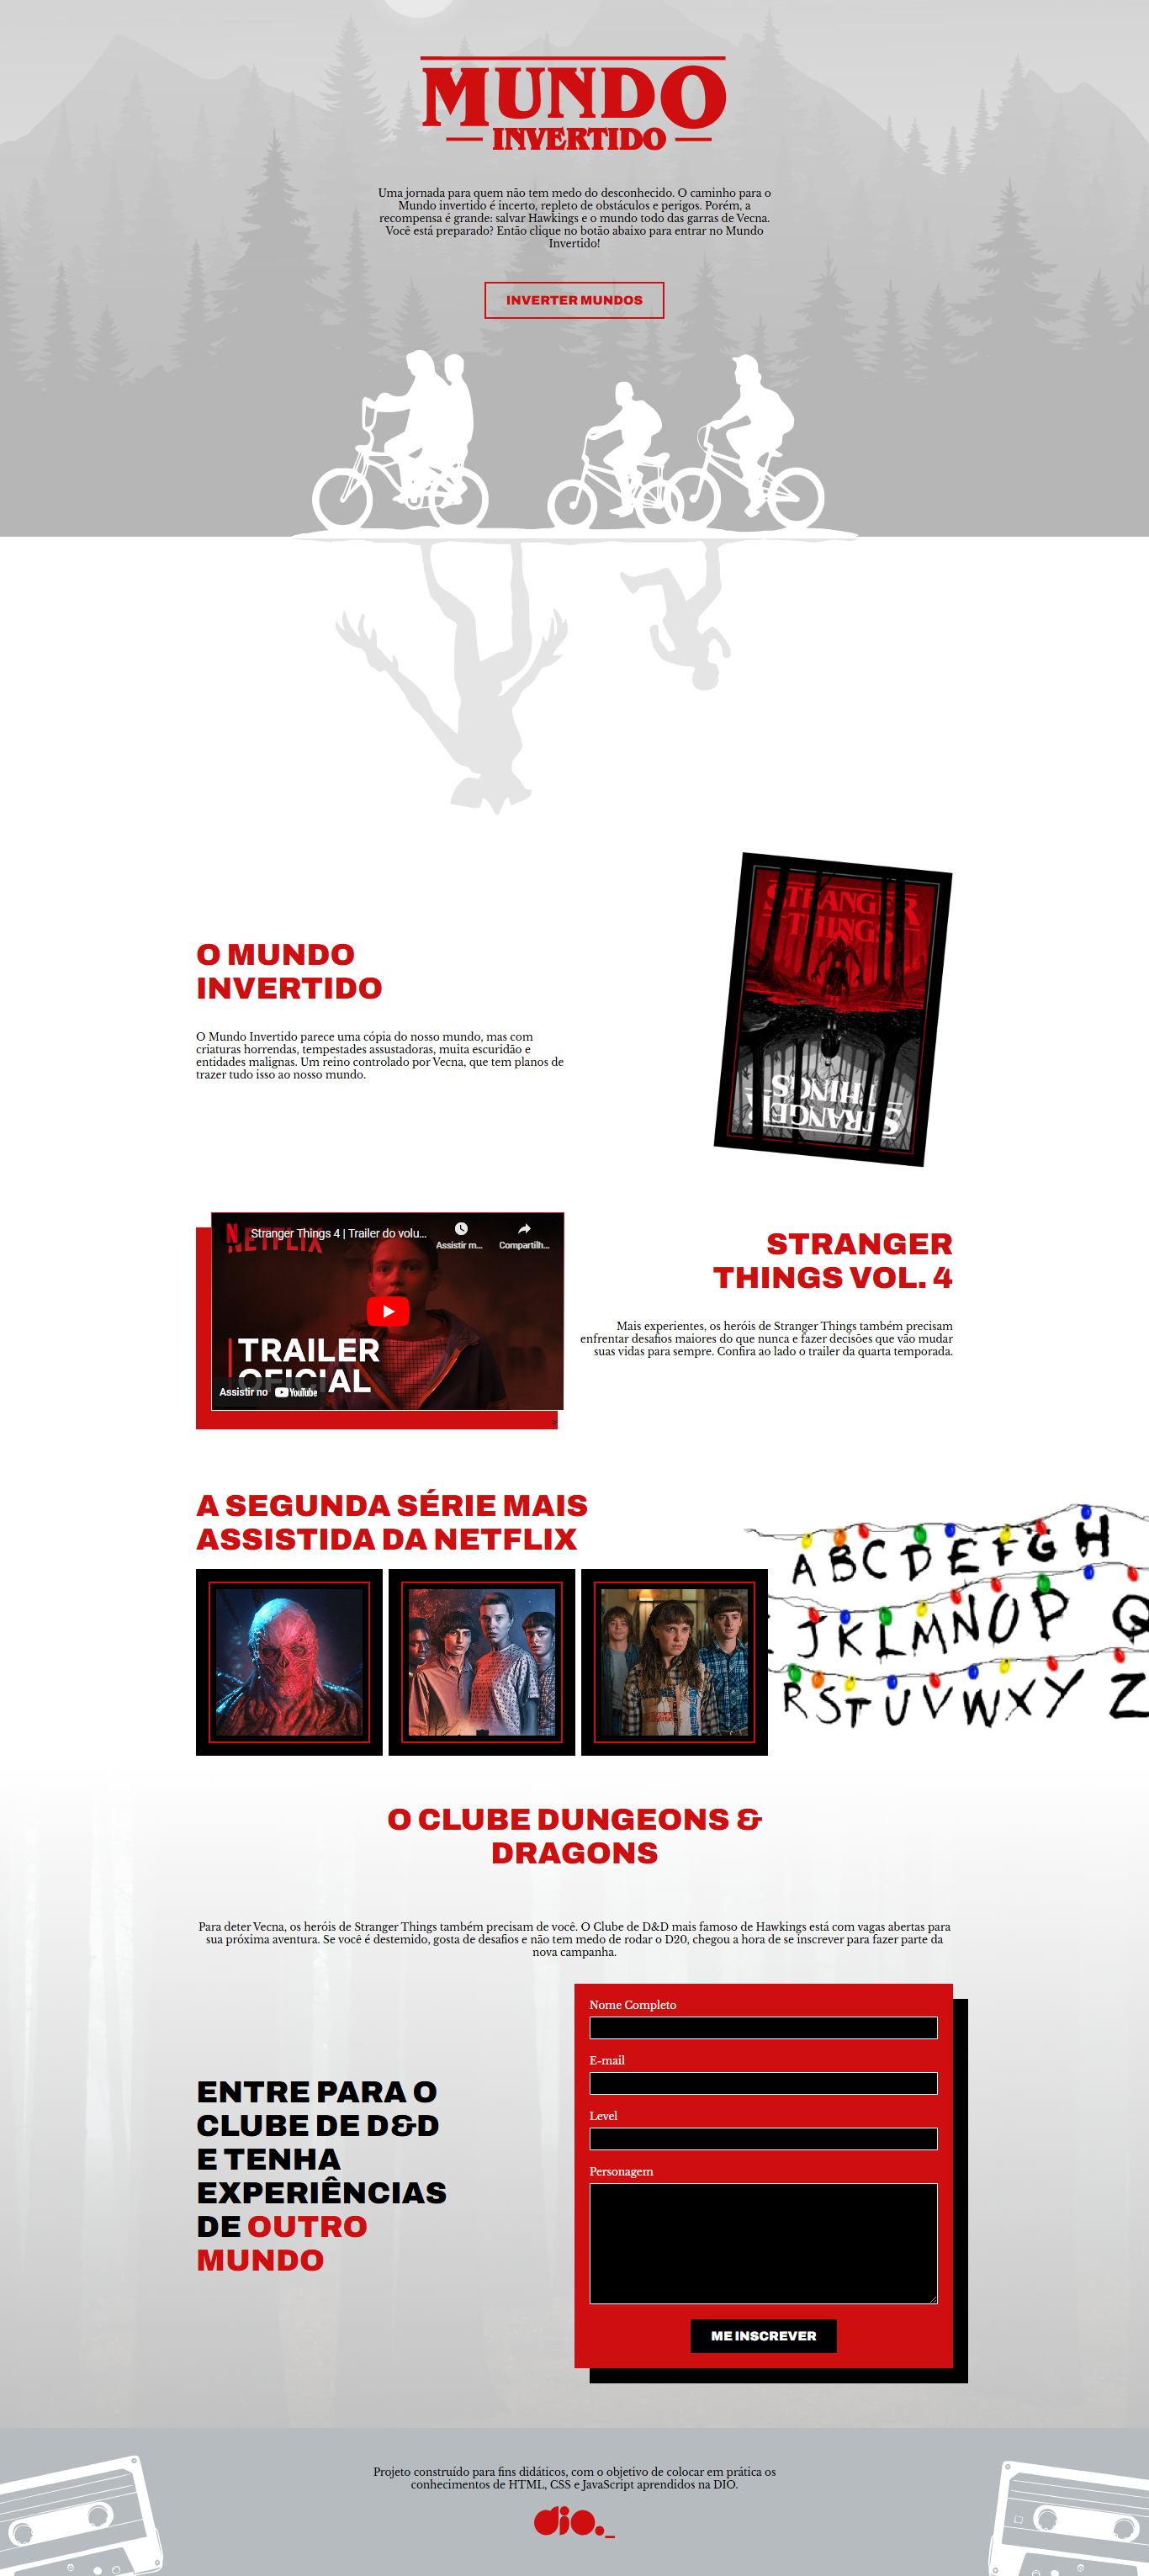 MUNDO
INVERTIDO
Uma jornada para quem não tem medo do desconhecido. O caminho para o
Mundo invertido é incerto, repleto de obstáculos e perigos. Porém, a
recompensa é grande: salvar Hawkings e o mundo todo das garras de Vecna.
Você está preparado? Então clique no botão abaixo para entrar no Mundo
Invertido!
INVERTER MUNDOS
STRANGER
THINGS
O MUNDO
INVERTIDO
O Mundo Invertido parece uma cópia do nosso mundo, mas com
criaturas horrendas, tempestades assustadoras, muita escuridão e
entidades malignas. Um reino controlado por Vecna, que tem planos de
trazer tudo isso ao nosso mundo.
THINGS
STRANGER
NETFLIX
N Stranger Things 4 | Trailer do volu...
Assistir m...
Compartilh...
TRAILER
OFICIAL
Assistir no YouTube
>
STRANGER
THINGS VOL. 4
Mais experientes, os heróis de Stranger Things também precisam
enfrentar desafios maiores do que nunca e fazer decisões que vão mudar
suas vidas para sempre. Confira ao lado o trailer da quarta temporada.
A SEGUNDA SÉRIE MAIS
ASSISTIDA DA NETFLIX
A B C D E F G H
J K L M N O P Q
R S T U V W X Y Z
O CLUBE DUNGEONS &
DRAGONS
Para deter Vecna, os heróis de Stranger Things também precisam de você. O Clube de D&D mais famoso de Hawkings está com vagas abertas para
sua próxima aventura. Se você é destemido, gosta de desafios e não tem medo de rodar o D20, chegou a hora de se inscrever para fazer parte da
nova campanha.
ENTRE PARA O
CLUBE DE D&D
E TENHA
EXPERIÊNCIAS
DE OUTRO
MUNDO
Nome Completo
E-mail
Level
Personagem
ME INSCREVER
Projeto construído para fins didáticos, com o objetivo de colocar em prática os
conhecimentos de HTML, CSS e JavaScript aprendidos na DIO.
dio._